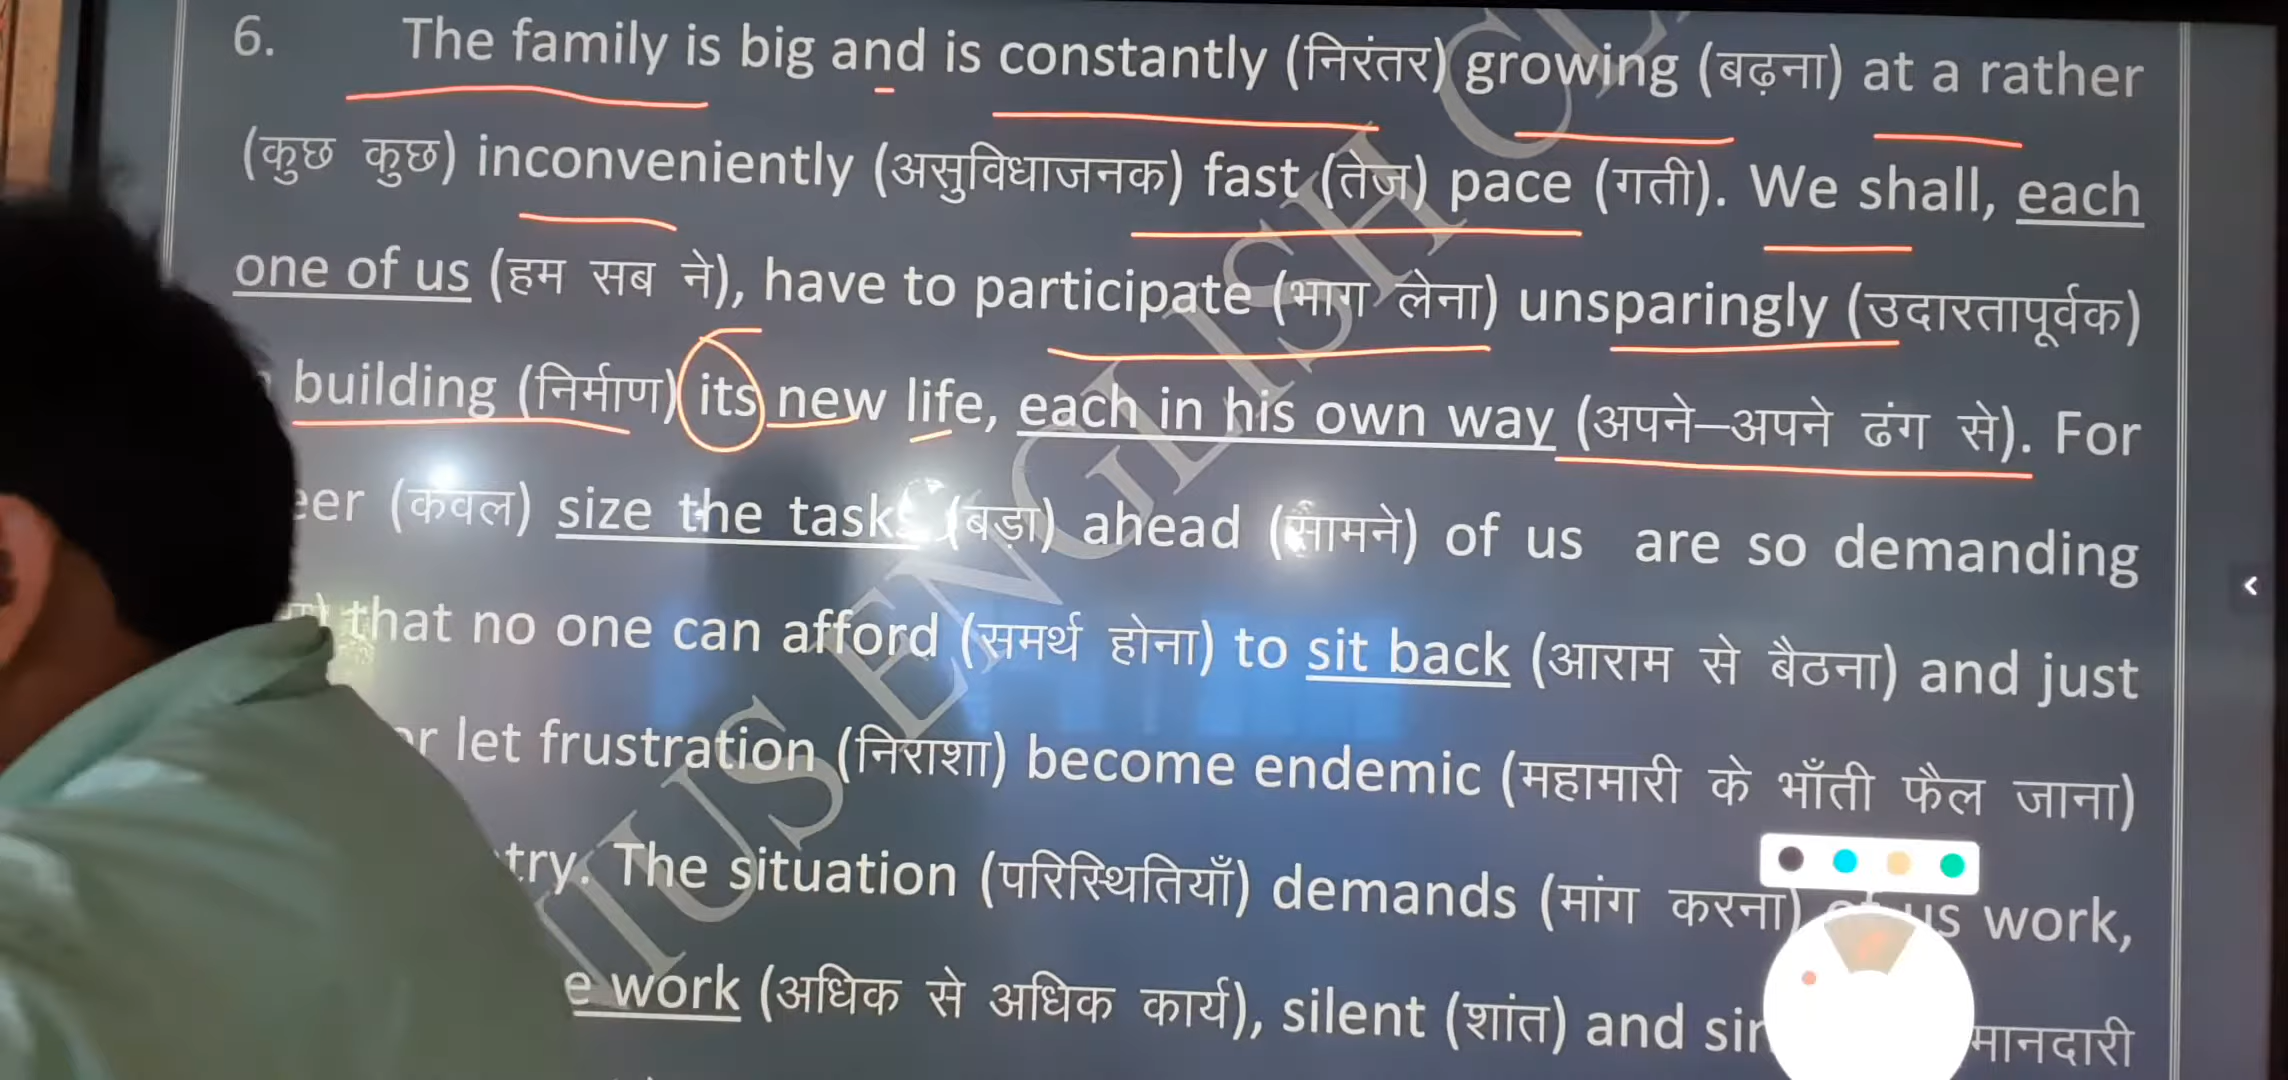 6. The family is big and is constantly (निरंतर) growing (बढ़ना) at a rather
(कुछ कुछ) inconveniently (असुविधाजनक) fast (तेज) pace (गती). We shall, each
one of us (हम सब ने), have to participate (भाग लेना) unsparingly (उदारतापूर्वक)
building (निर्माण) its new life, each in his own way (अपने–अपने ढंग से). For
(केवल) size the tasks (बड़ा) ahead (सामने) of us are so demanding
that no one can afford (समर्थ होना) to sit back (आराम से बैठना) and just
let frustration (निराशा) become endemic (महामारी के भाँती फैल जाना)
The situation (परिस्थितियाँ) demands (मांग करना) of us work,
work (अधिक से अधिक कार्य), silent (शांत) and
ENGLISH